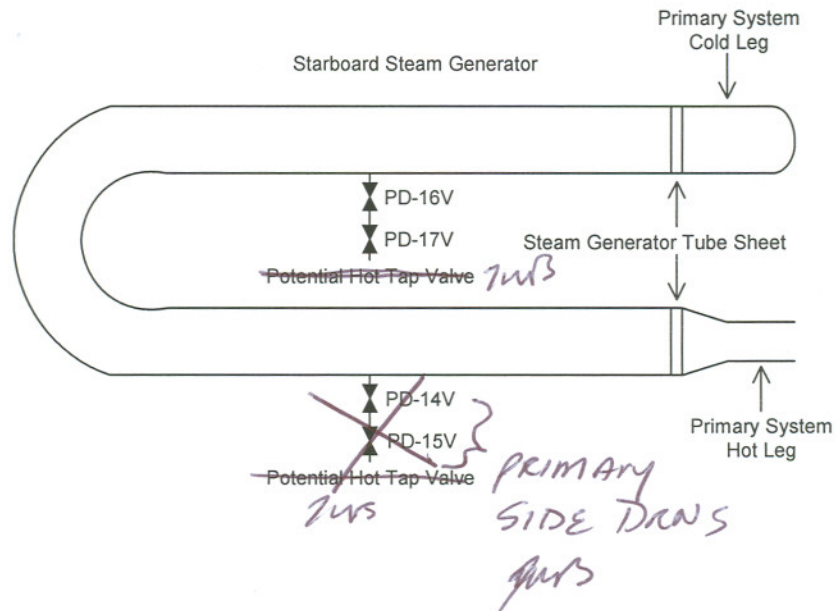 Primary System
Cold Leg
Starboard Steam Generator
PD-16V
PD-17V
Steam Generator Tube Sheet
Potential Hot Tap Valve
PD-14V
PD-15V
Primary System
Hot Leg
Potential Hot Tap Valve
PRIMARY
SIDE DRNS